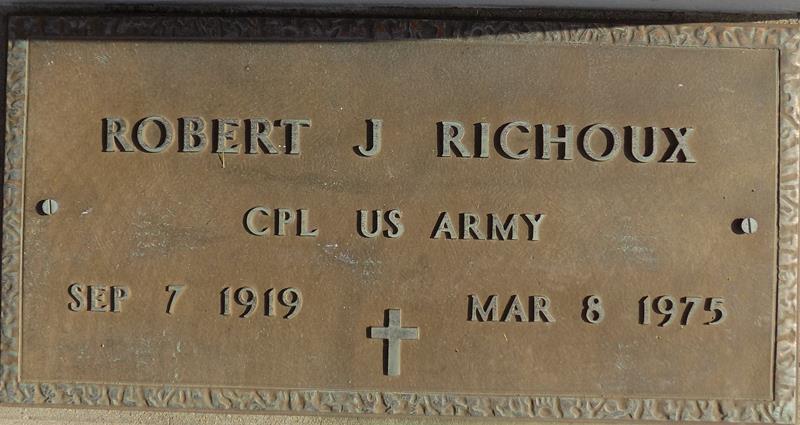 ROBERT J RICHOUX
CPL US ARMY
SEP 7 1919 MAR 8 1975